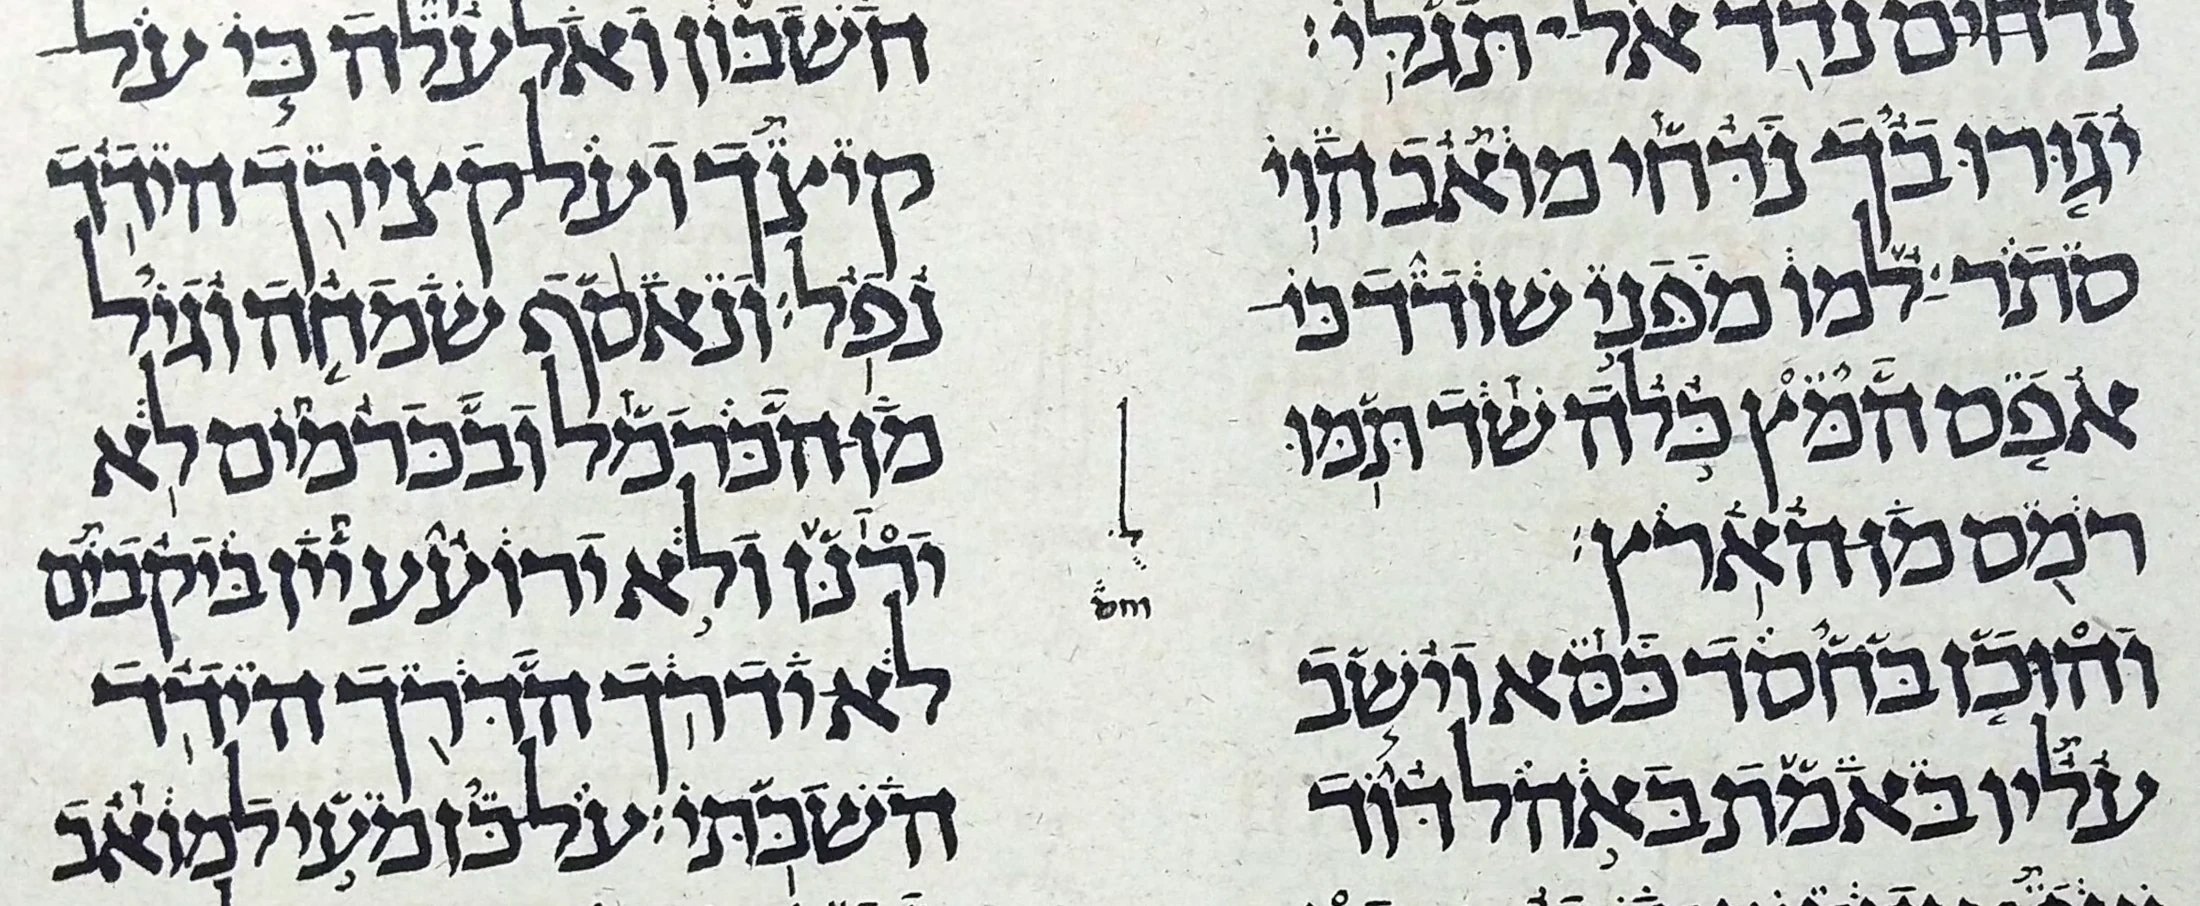 נדחים נדד אל־תגלי׃
יגורו בך נדחי מואב הוי
סתר׃ למו מפני שודד כי
אפס המץ כלה שד תמו
רמס מן הארץ׃
והוכן בחסד כסא וישב
עליו באמת באהל דוד
ל
חשבון ואלעלה כי על
קיצך ועל קצירך הידד
נפל׃ ונאסף שמחה וגיל
מן הכרמל ובכרמים לא
ירנן ולא ירועע יין ביקבים
לא ידרך הדרך הידד
השבתי׃ על כן מעי למואב